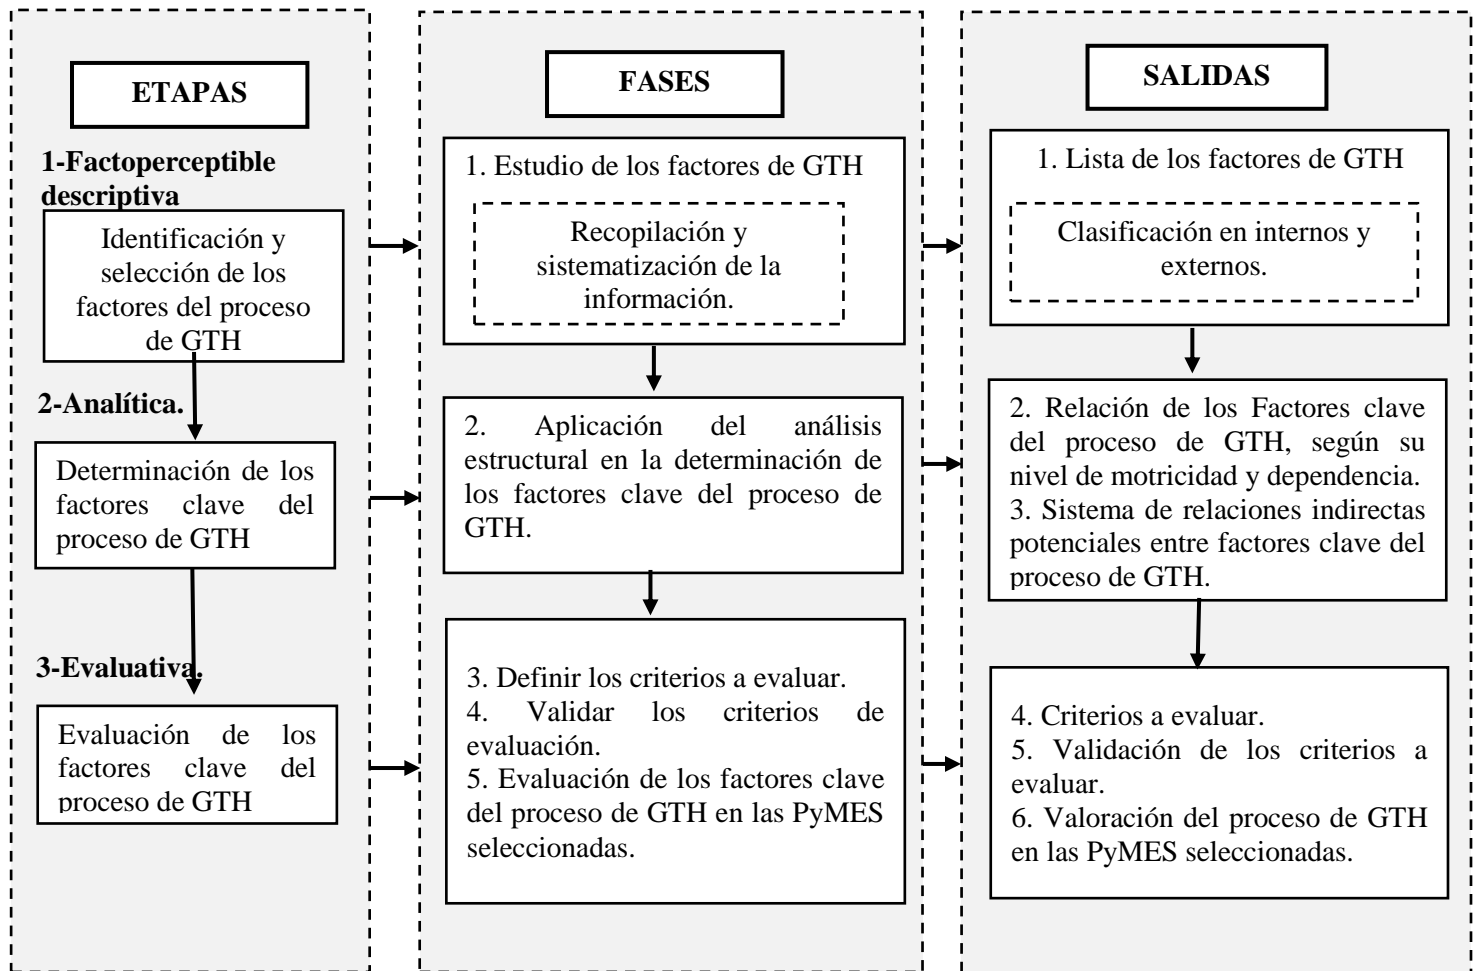 ETAPAS
1-Factoperceptible
descriptiva
Identificación y
selección de los
factores del proceso
de GTH
2-Analítica.
Determinación de los
factores clave del
proceso de GTH
3-Evaluativa.
Evaluación de los
factores clave del
proceso de GTH
FASES
1. Estudio de los factores de GTH
Recopilación y
sistematización de la
información.
2. Aplicación del análisis
estructural en la determinación de
los factores clave del proceso de
GTH.
3. Definir los criterios a evaluar.
4. Validar los criterios de
evaluación.
5. Evaluación de los factores clave
del proceso de GTH en las PyMES
seleccionadas.
SALIDAS
1. Lista de los factores de GTH
Clasificación en internos y
externos.
2. Relación de los Factores clave
del proceso de GTH, según su
nivel de motricidad y dependencia.
3. Sistema de relaciones indirectas
potenciales entre factores clave del
proceso de GTH.
4. Criterios a evaluar.
5. Validación de los criterios a
evaluar.
6. Valoración del proceso de GTH
en las PyMES seleccionadas.